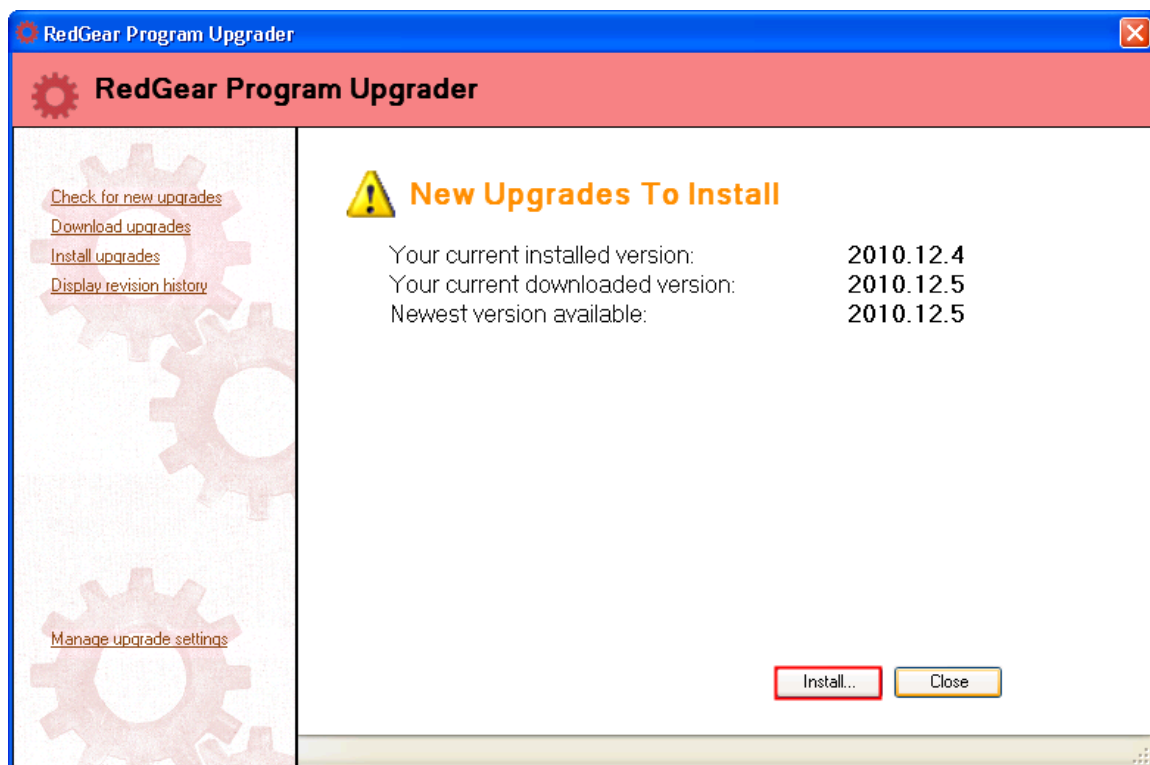 RedGear Program Upgrader
RedGear Program Upgrader
Check for new upgrades
Download upgrades
Install upgrades
Display revision history
Manage upgrade settings
New Upgrades To Install
Your current installed version: 2010.12.4
Your current downloaded version: 2010.12.5
Newest version available: 2010.12.5
Install... Close